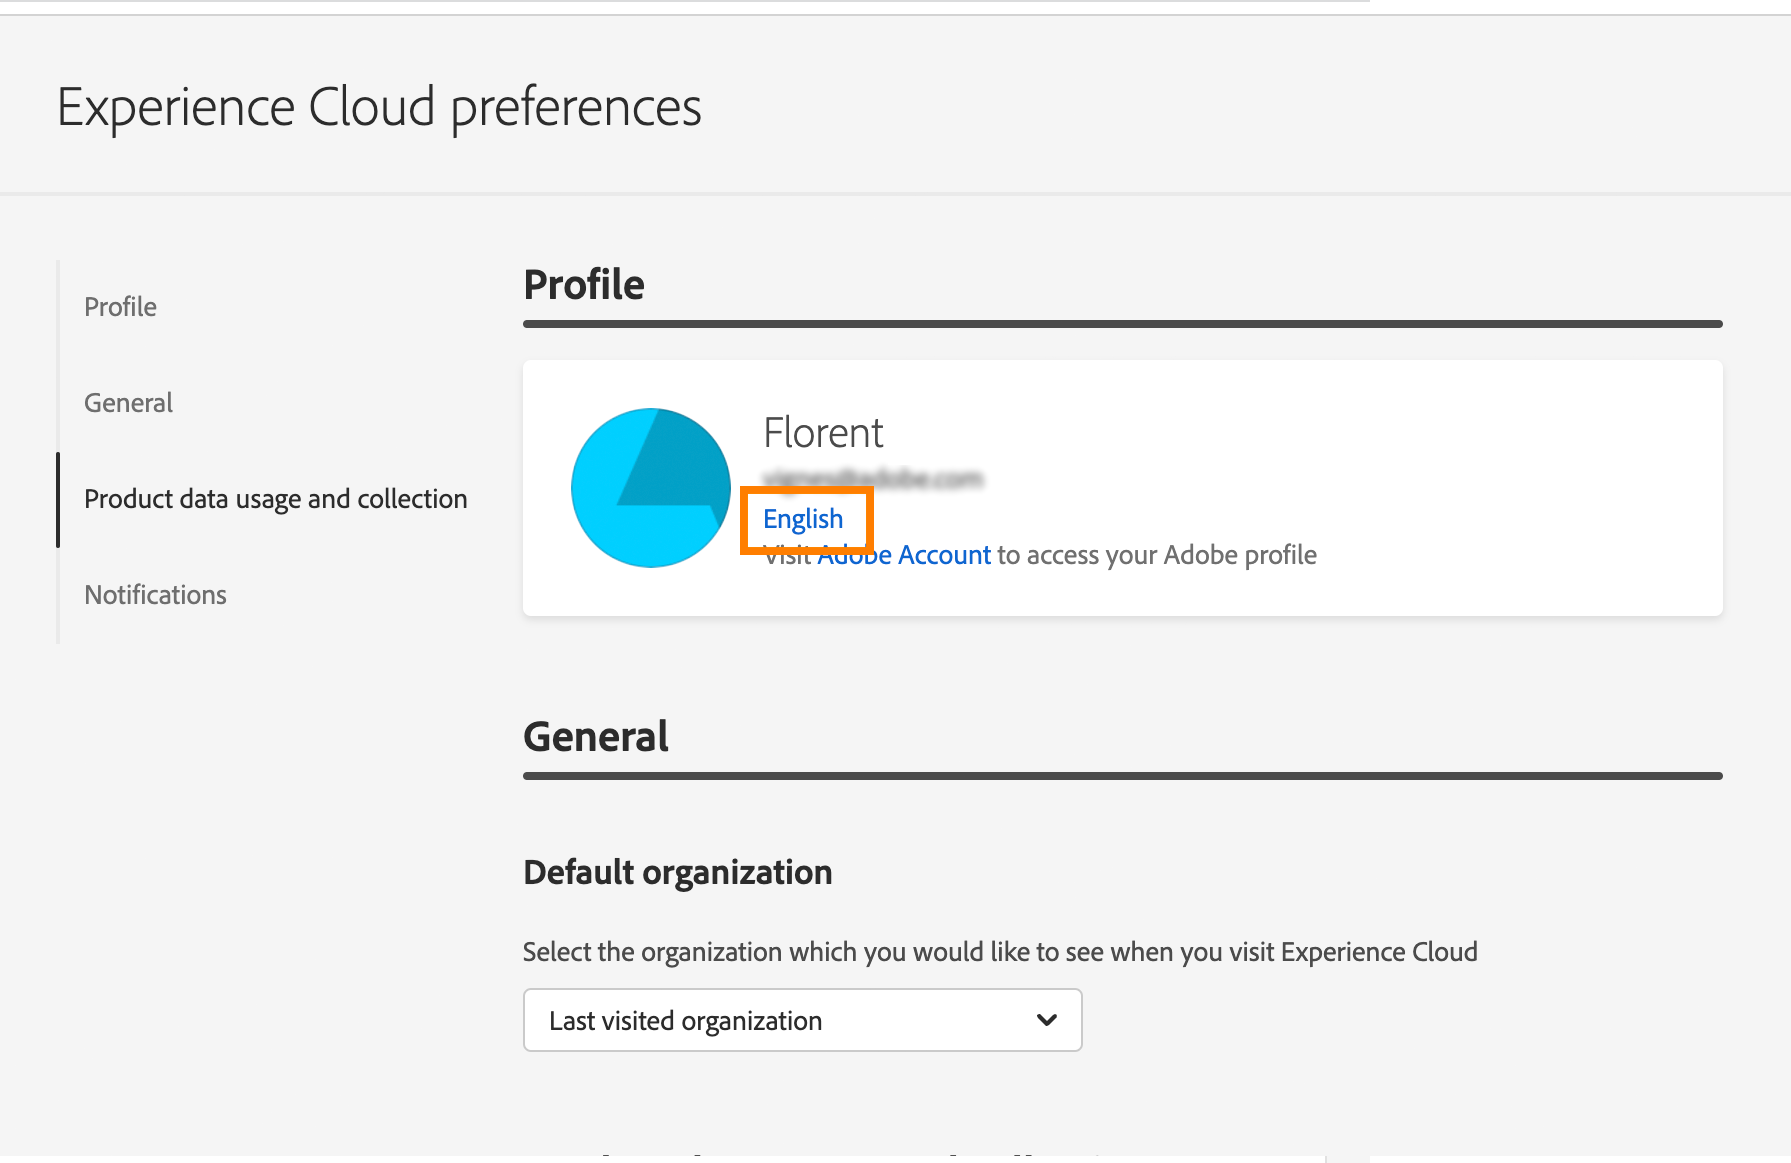 Experience Cloud preferences
Profile
General
Product data usage and collection
Notifications
Profile
Florent
English
Visit Adobe Account to access your Adobe profile
General
Default organization
Select the organization which you would like to see when you visit Experience Cloud
Last visited organization